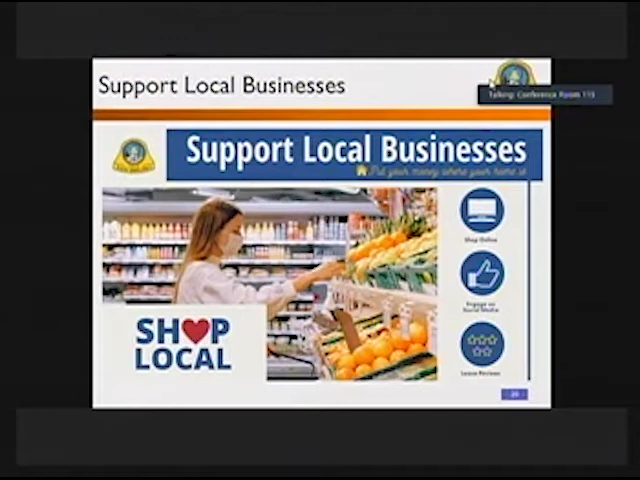 Support Local Businesses
Talking: Conference Room 115
Support Local Businesses
Put your money where your home is
Shop Online
Engage on
Social Media
SHOP
LOCAL
Leave Reviews